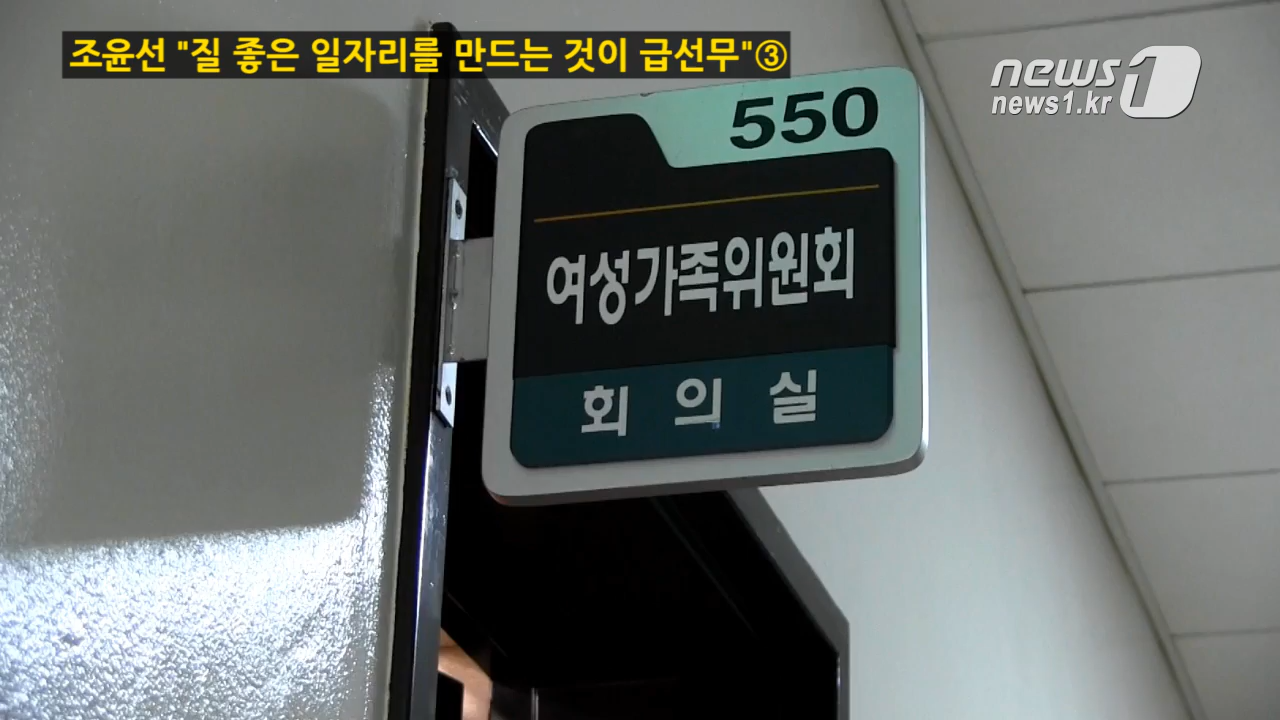 조윤선 "질 좋은 일자리를 만드는 것이 급선무"③
news1
news1.kr
550
여성가족위원회
회 의 실